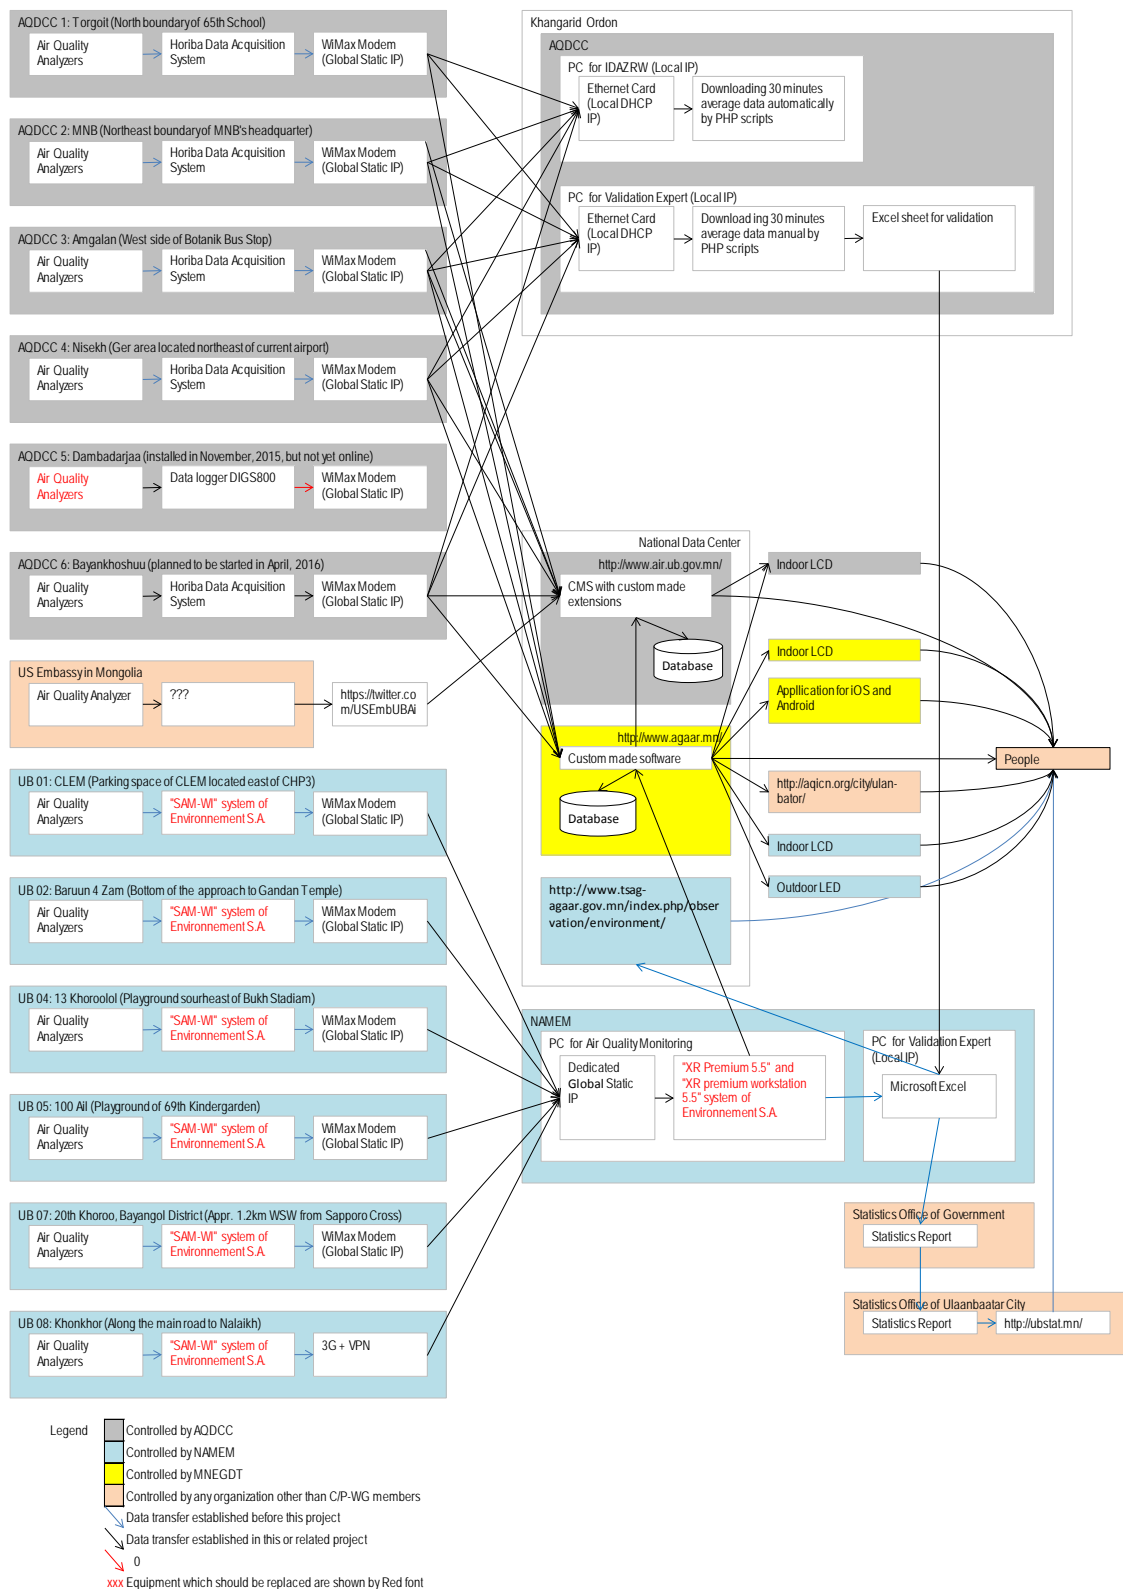 AQDCC 1: Torgoit (North boundary of 65th School)
Air Quality
Analyzers
Horiba Data Acquisition
System
WiMax Modem
(Global Static IP)
AQDCC 2: MNB (Northeast boundary of MNB's headquarter)
Air Quality
Analyzers
Horiba Data Acquisition
System
WiMax Modem
(Global Static IP)
AQDCC 3: Amgalan (West side of Botanik Bus Stop)
Air Quality
Analyzers
Horiba Data Acquisition
System
WiMax Modem
(Global Static IP)
AQDCC 4: Nisekh (Ger area located northeast of current airport)
Air Quality
Analyzers
Horiba Data Acquisition
System
WiMax Modem
(Global Static IP)
AQDCC 5: Dambadarjaa (installed in November, 2015, but not yet online)
Air Quality
Analyzers
Data logger DIGS800
WiMax Modem
(Global Static IP)
AQDCC 6: Bayankhoshuu (planned to be started in April, 2016)
Air Quality
Analyzers
Horiba Data Acquisition
System
WiMax Modem
(Global Static IP)
US Embassy in Mongolia
Air Quality Analyzer
???
https://twitter.co
m/USEmbUBAi
UB 01: CLEM (Parking space of CLEM located east of CHP3)
Air Quality
Analyzers
"SAM-WI" system of
Environnement S.A.
WiMax Modem
(Global Static IP)
UB 02: Baruun 4 Zam (Bottom of the approach to Gandan Temple)
Air Quality
Analyzers
"SAM-WI" system of
Environnement S.A.
WiMax Modem
(Global Static IP)
UB 04: 13 Khoroolol (Playground sourheast of Bukh Stadiam)
Air Quality
Analyzers
"SAM-WI" system of
Environnement S.A.
WiMax Modem
(Global Static IP)
UB 05: 100 Ail (Playground of 69th Kindergarden)
Air Quality
Analyzers
"SAM-WI" system of
Environnement S.A.
WiMax Modem
(Global Static IP)
UB 07: 20th Khoroo, Bayangol District (Appr. 1.2km WSW from Sapporo Cross)
Air Quality
Analyzers
"SAM-WI" system of
Environnement S.A.
WiMax Modem
(Global Static IP)
UB 08: Khonkhor (Along the main road to Nalaikh)
Air Quality
Analyzers
"SAM-WI" system of
Environnement S.A.
3G + VPN
Khangarid Ordon
AQDCC
PC for IDAZRW (Local IP)
Ethernet Card
(Local DHCP
IP)
Downloading 30 minutes
average data automatically
by PHP scripts
PC for Validation Expert (Local IP)
Ethernet Card
(Local DHCP
IP)
Downloading 30 minutes
average data manual by
PHP scripts
Excel sheet for validation
National Data Center
http://www.air.ub.gov.mn/
CMS with custom made
extensions
Database
http://www.agaar.mn/
Custom made software
Database
http://www.tsag-
agaar.gov.mn/index.php/obser
vation/environment/
Indoor LCD
Indoor LCD
Appllication for iOS and
Android
http://aqicn.org/city/ulan-
bator/
Indoor LCD
Outdoor LED
People
NAMEM
PC for Air Quality Monitoring
Dedicated
Global Static
IP
"XR Premium 5.5" and
"XR premium workstation
5.5" system of
Environnement S.A.
PC for Validation Expert
(Local IP)
Microsoft Excel
Statistics Office of Government
Statistics Report
Statistics Office of Ulaanbaatar City
Statistics Report
http://ubstat.mn/
Legend
Controlled by AQDCC
Controlled by NAMEM
Controlled by MNEGDT
Controlled by any organization other than C/P-WG members
Data transfer established before this project
Data transfer established in this or related project
0
xxx Equipment which should be replaced are shown by Red font